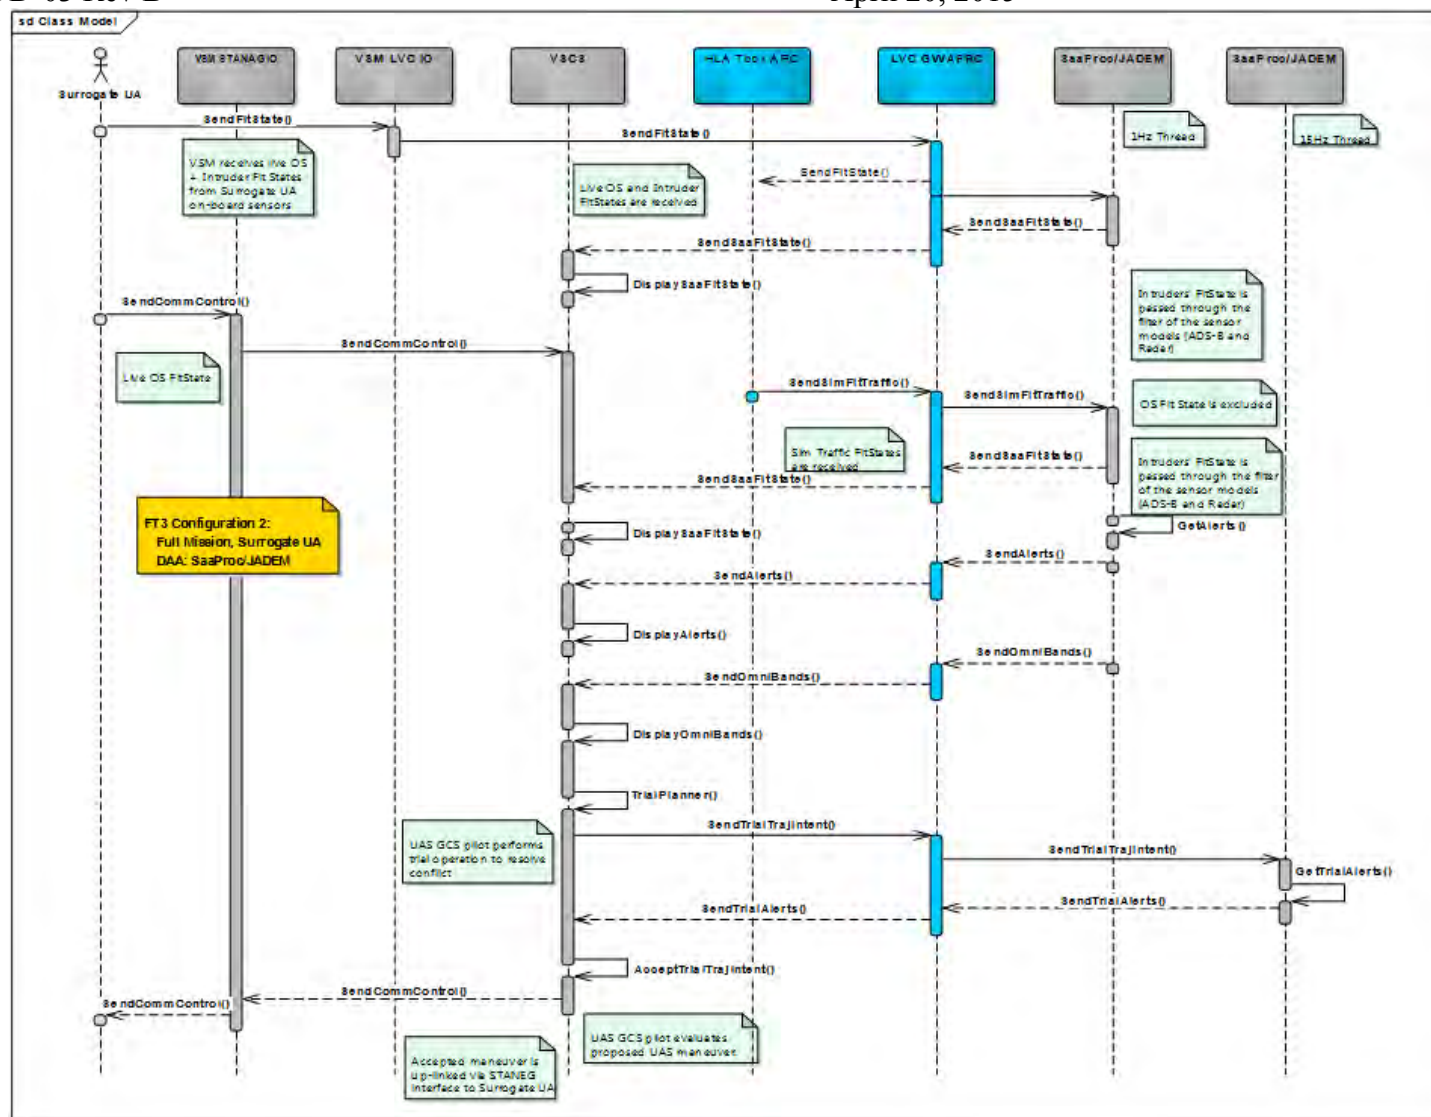 April 20, 2015
sd Class Model
VSM STANAG IO
VSM LVC IO
VSCS
HLA Tool ARC
LVC GW AFRC
SaaProc/JADEM
SaaProc/JADEM
Surrogate UA
1Hz Thread
15Hz Thread
SendFltState()
SendFltState()
VSM receives live OS
+ Intruder Flt States
from Surrogate UA
on-board sensors
Live OS and Intruder
FltStates are received
SendFltState()
SendSaaFltState()
SendSaaFltState()
DisplaySaaFltState()
Intruders' FltState is
passed through the
filter of the sensor
models (ADS-B and
Radar)
SendCommControl()
SendCommControl()
Live OS FltState
SendSimFltTraffic()
SendSimFltTraffic()
OS Flt State is excluded
Sim Traffic FltStates
are received
SendSaaFltState()
SendSaaFltState()
Intruders' FltState is
passed through the filter
of the sensor models
(ADS-B and Radar)
FT3 Configuration 2:
Full Mission, Surrogate UA
DAA: SaaProc/JADEM
DisplaySaaFltState()
GetAlerts()
SendAlerts()
SendAlerts()
DisplayAlerts()
SendOmniBands()
SendOmniBands()
DisplayOmniBands()
TrialPlanner()
UAS GCS pilot performs
trial operation to resolve
conflict
SendTrialTrajIntent()
SendTrialTrajIntent()
GetTrialAlerts()
SendTrialAlerts()
SendTrialAlerts()
AcceptTrialTrajIntent()
SendCommControl()
SendCommControl()
UAS GCS pilot evaluates
proposed UAS maneuver.
Accepted maneuver is
up-linked via STANEG
Interface to Surrogate UA